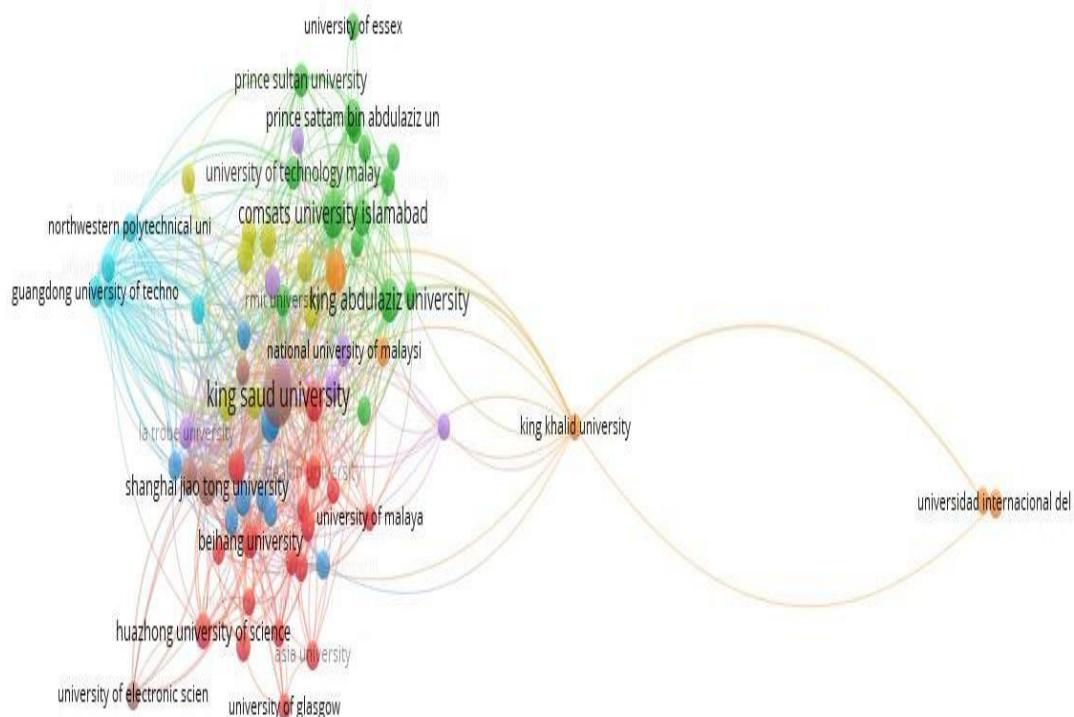 university of essex
prince sultan university
prince sattam bin abdulaziz un
university of technology malay
comsats university islamabad
northwestern polytechnical uni
guangdong university of techno
rmit university
king abdulaziz university
national university of malaysi
king saud university
king khalid university
la trobe university
shanghai jiao tong university
universidad internacional del
university of malaya
beihang university
huazhong university of science
asia university
university of electronic scien
university of glasgow